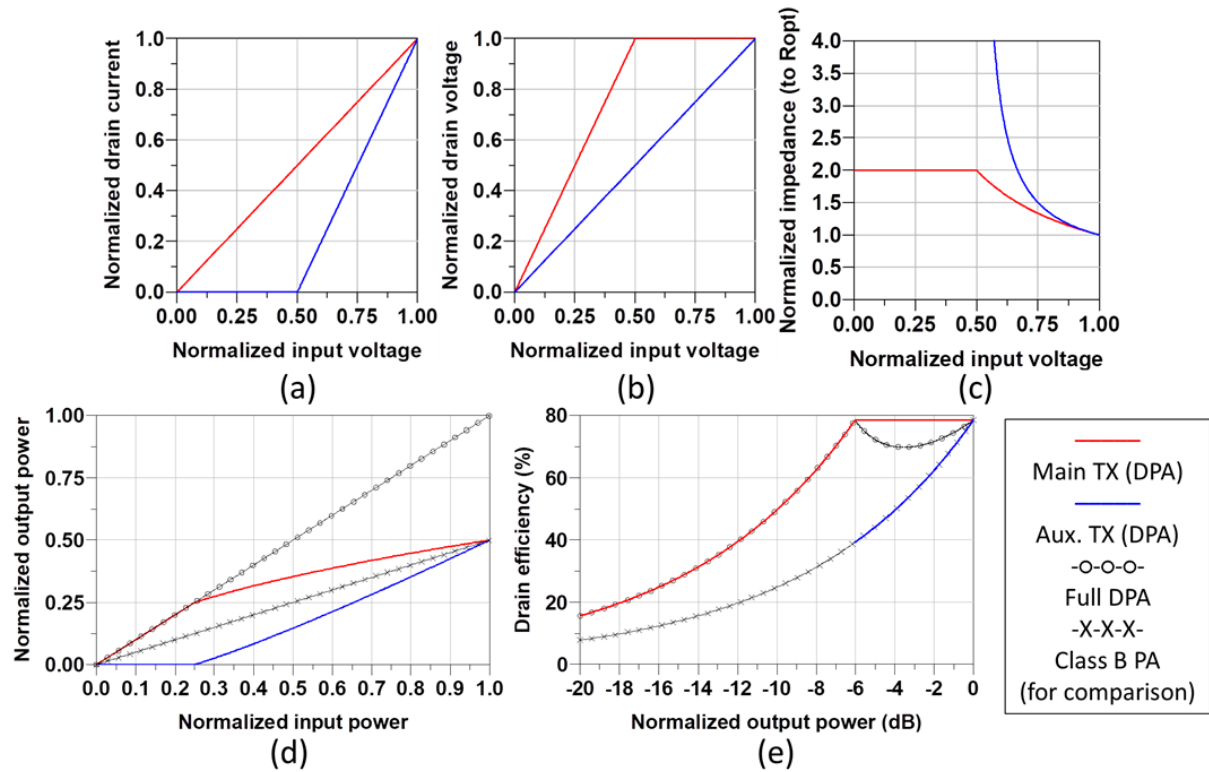 Normalized drain current
1.0
0.8
0.6
0.4
0.2
0.0
0.00 0.25 0.50 0.75 1.00
Normalized input voltage
(a)
Normalized drain voltage
1.0
0.8
0.6
0.4
0.2
0.0
0.00 0.25 0.50 0.75 1.00
Normalized input voltage
(b)
Normalized impedance (to Ropt)
4.0
3.5
3.0
2.5
2.0
1.5
1.0
0.5
0.0
0.00 0.25 0.50 0.75 1.00
Normalized input voltage
(c)
Normalized output power
1.00
0.75
0.50
0.25
0.00
0.0 0.1 0.2 0.3 0.4 0.5 0.6 0.7 0.8 0.9 1.0
Normalized input power
(d)
Drain efficiency (%)
80
60
40
20
0
-20 -18 -16 -14 -12 -10 -8 -6 -4 -2 0
Normalized output power (dB)
(e)
Main TX (DPA)
Aux. TX (DPA)
-o-o-o-
Full DPA
-X-X-X-
Class B PA
(for comparison)